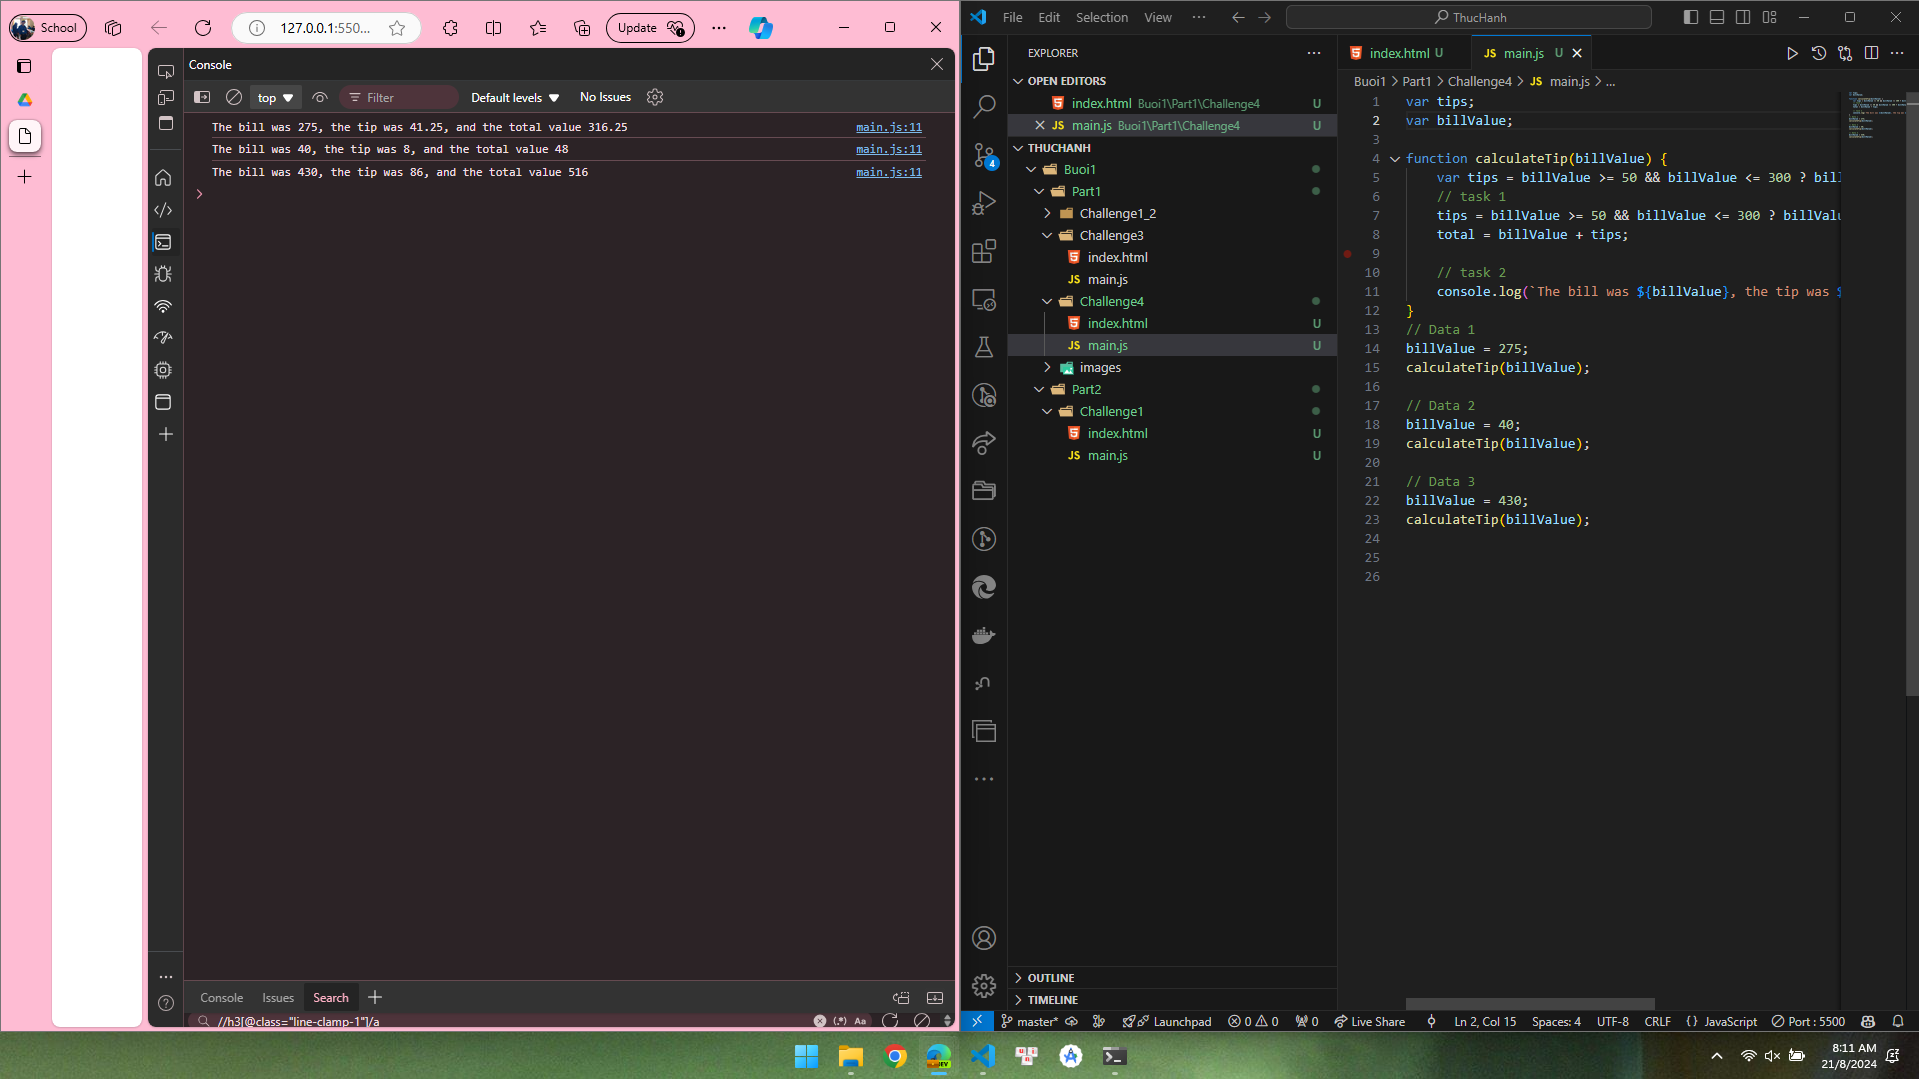 School
127.0.0.1:550...
Update
Console
top
Filter
Default levels
No Issues
The bill was 275, the tip was 41.25, and the total value 316.25 main.js:11
The bill was 40, the tip was 8, and the total value 48 main.js:11
The bill was 430, the tip was 86, and the total value 516 main.js:11
Console Issues Search
//h3[@class="line-clamp-1"]/a
(.*) Aa
File Edit Selection View
ThucHanh
EXPLORER
OPEN EDITORS
index.html Buoi1\Part1\Challenge4 U
JS main.js Buoi1\Part1\Challenge4 U
THUCHANH
Buoi1
Part1
Challenge1_2
Challenge3
index.html
JS main.js
Challenge4
index.html U
JS main.js U
images
Part2
Challenge1
index.html U
JS main.js U
OUTLINE
TIMELINE
4
index.html U
JS main.js U
Buoi1 > Part1 > Challenge4 > JS main.js > ...
1 var tips;
2 var billValue;
3
4 function calculateTip(billValue) {
5 var tips = billValue >= 50 && billValue <= 300 ? bill
6 // task 1
7 tips = billValue >= 50 && billValue <= 300 ? billValu
8 total = billValue + tips;
9
10 // task 2
11 console.log(`The bill was ${billValue}, the tip was $
12 }
13 // Data 1
14 billValue = 275;
15 calculateTip(billValue);
16
17 // Data 2
18 billValue = 40;
19 calculateTip(billValue);
20
21 // Data 3
22 billValue = 430;
23 calculateTip(billValue);
24
25
26
master* Launchpad 0 0 0 Live Share Ln 2, Col 15 Spaces: 4 UTF-8 CRLF {} JavaScript Port : 5500
8:11 AM
21/8/2024